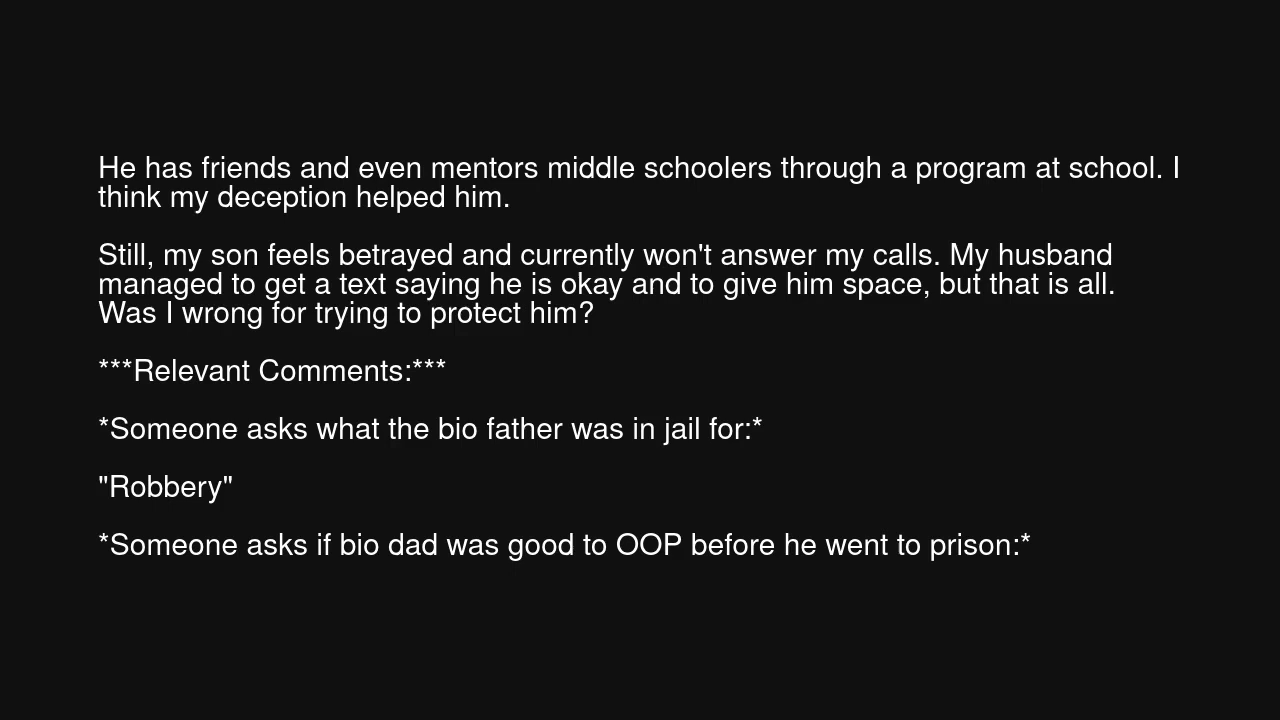 He has friends and even mentors middle schoolers through a program at school. I
think my deception helped him.
Still, my son feels betrayed and currently won't answer my calls. My husband
managed to get a text saying he is okay and to give him space, but that is all.
Was I wrong for trying to protect him?
***Relevant Comments:***
*Someone asks what the bio father was in jail for:*
"Robbery"
*Someone asks if bio dad was good to OOP before he went to prison:*